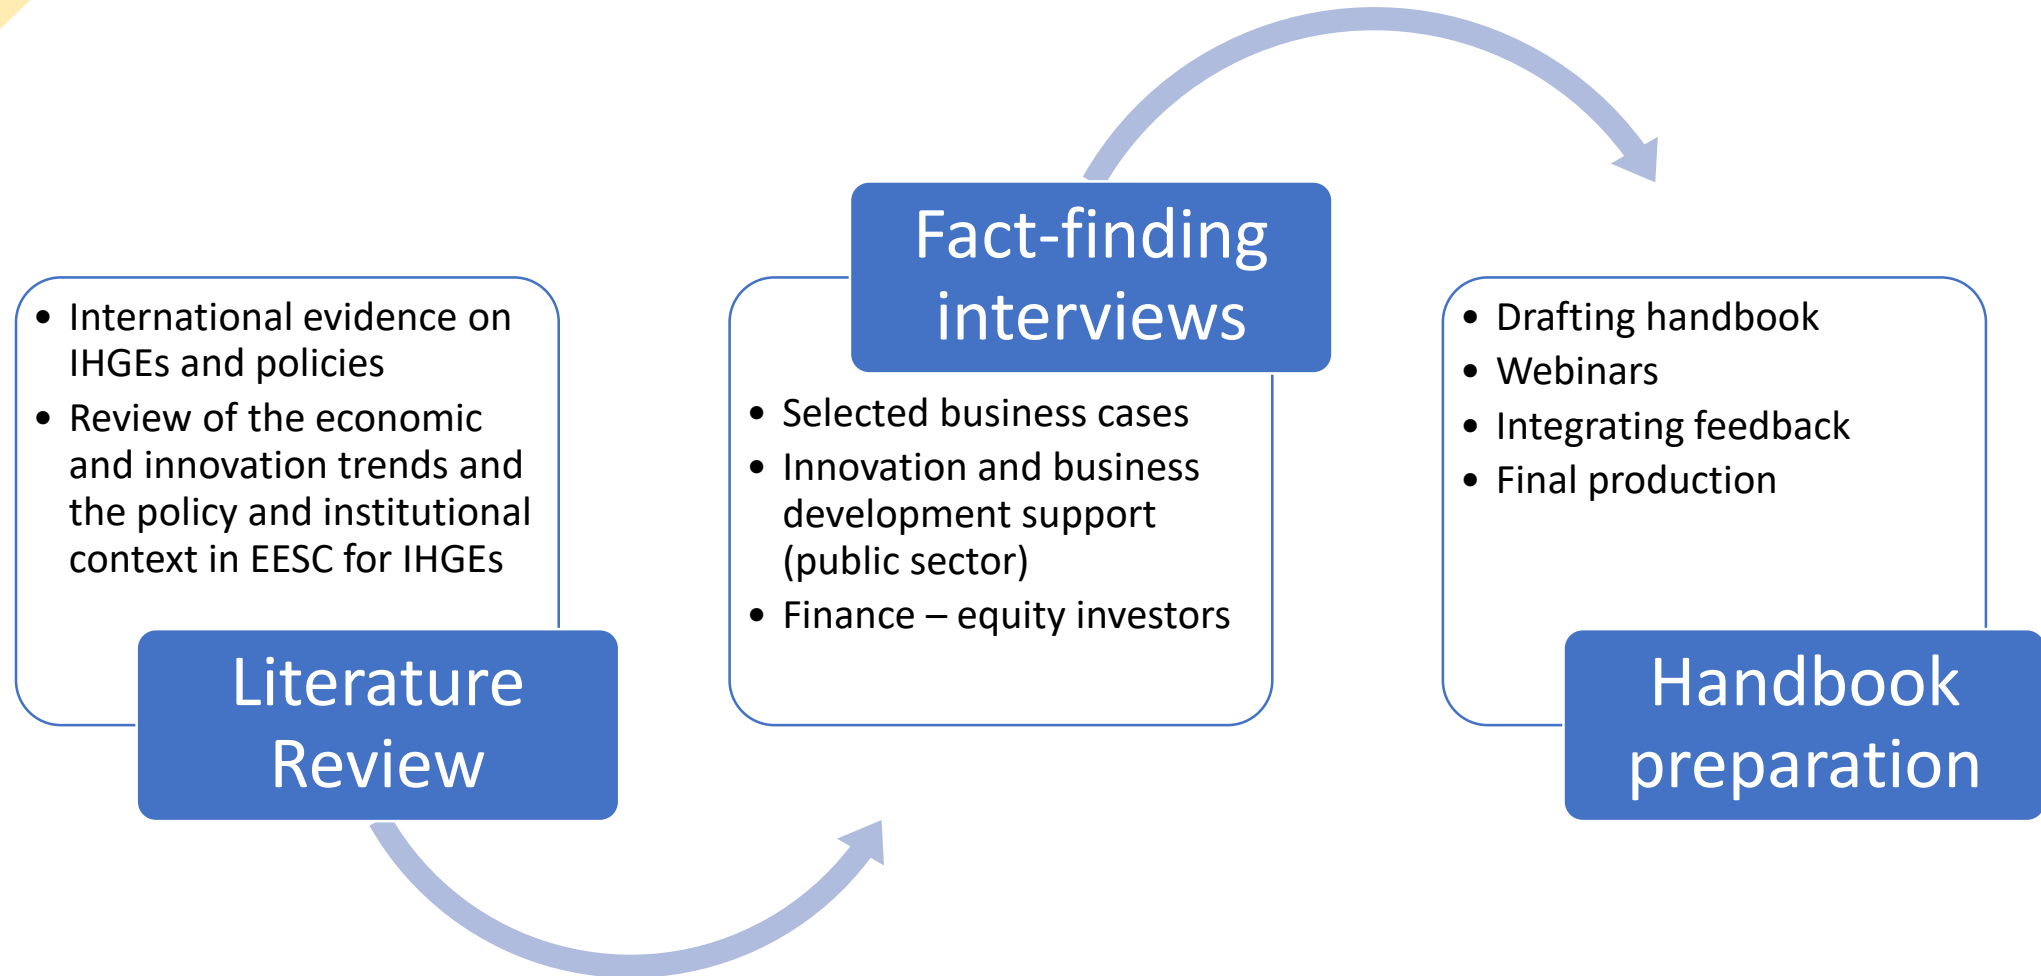 • International evidence on
IHGEs and policies
• Review of the economic
and innovation trends and
the policy and institutional
context in EESC for IHGEs
Literature
Review
Fact-finding
interviews
• Selected business cases
• Innovation and business
development support
(public sector)
• Finance – equity investors
• Drafting handbook
• Webinars
• Integrating feedback
• Final production
Handbook
preparation